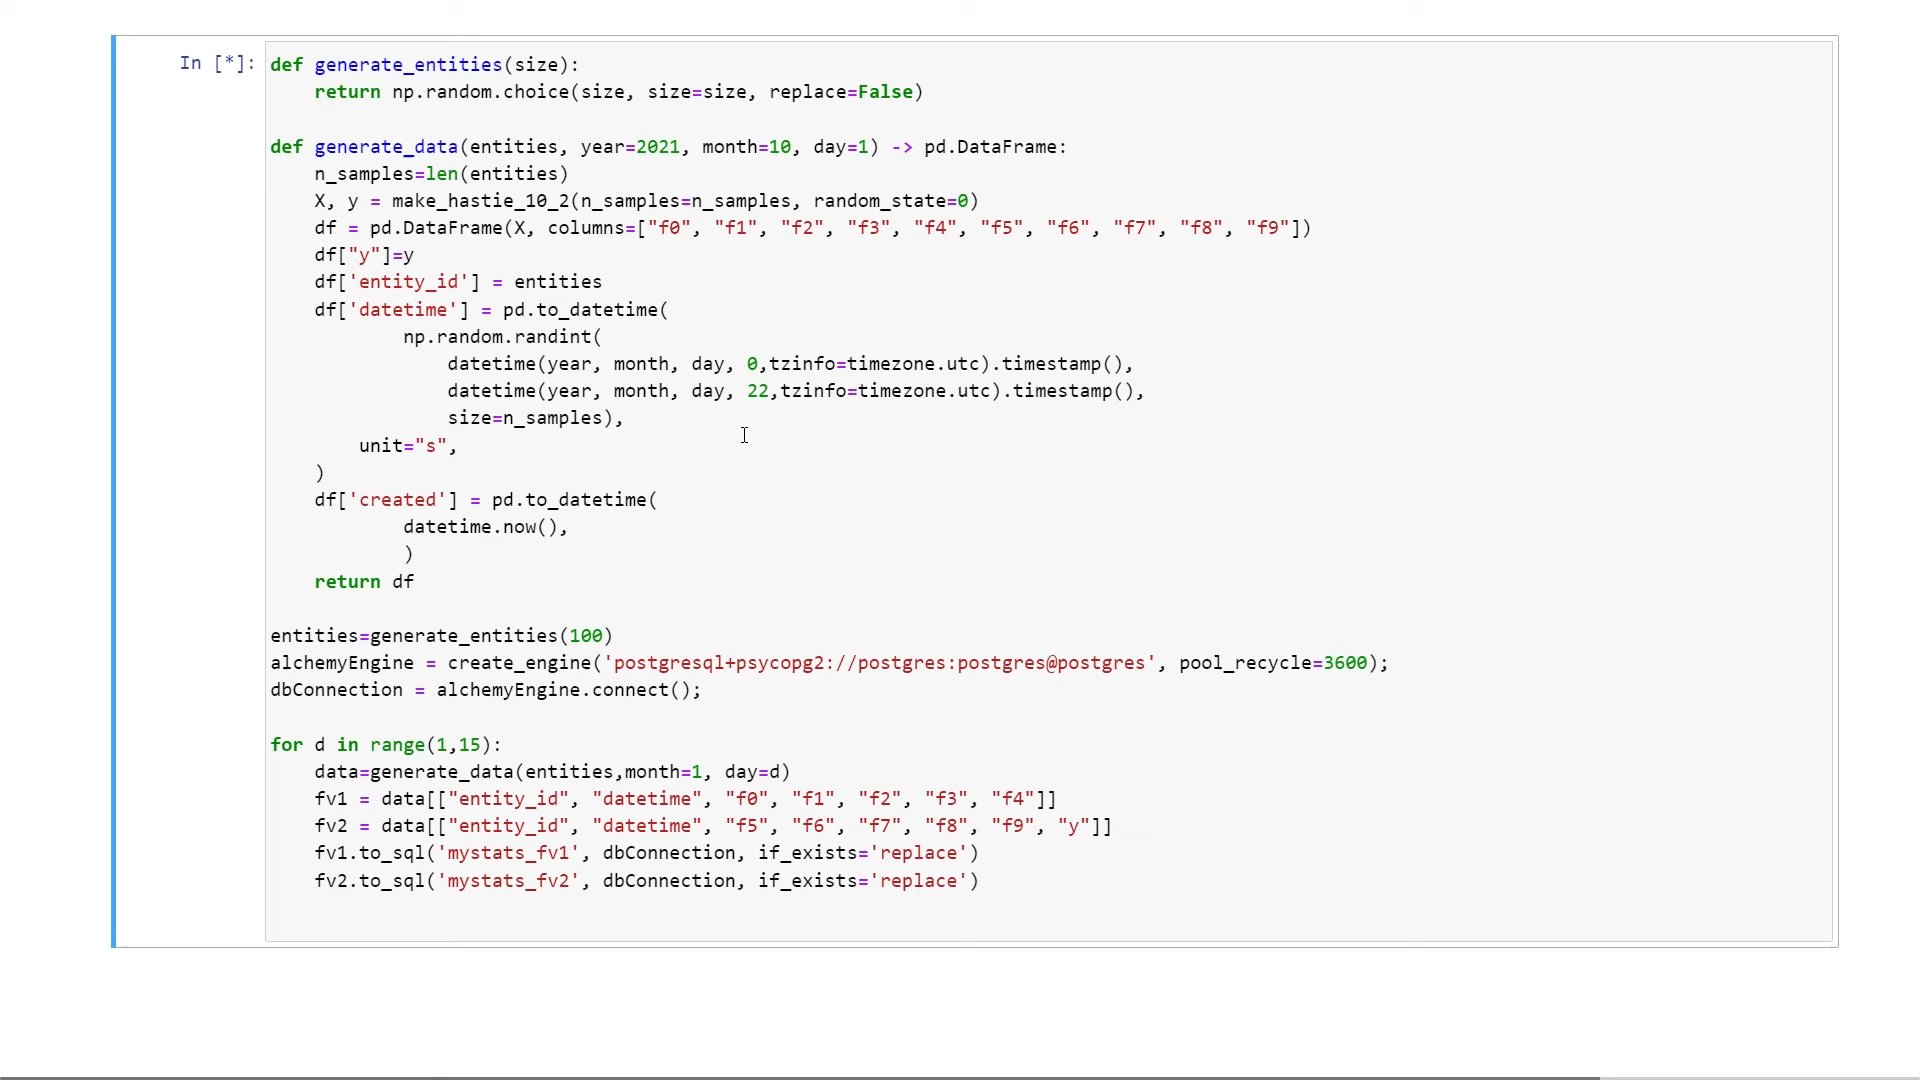 In [*]:
def generate_entities(size):
    return np.random.choice(size, size=size, replace=False)

def generate_data(entities, year=2021, month=10, day=1) -> pd.DataFrame:
    n_samples=len(entities)
    X, y = make_hastie_10_2(n_samples=n_samples, random_state=0)
    df = pd.DataFrame(X, columns=["f0", "f1", "f2", "f3", "f4", "f5", "f6", "f7", "f8", "f9"])
    df["y"]=y
    df['entity_id'] = entities
    df['datetime'] = pd.to_datetime(
            np.random.randint(
                datetime(year, month, day, 0,tzinfo=timezone.utc).timestamp(),
                datetime(year, month, day, 22,tzinfo=timezone.utc).timestamp(),
                size=n_samples),
        unit="s",
    )
    df['created'] = pd.to_datetime(
            datetime.now(),
            )
    return df

entities=generate_entities(100)
alchemyEngine = create_engine('postgresql+psycopg2://postgres:postgres@postgres', pool_recycle=3600);
dbConnection = alchemyEngine.connect();

for d in range(1,15):
    data=generate_data(entities,month=1, day=d)
    fv1 = data[["entity_id", "datetime", "f0", "f1", "f2", "f3", "f4"]]
    fv2 = data[["entity_id", "datetime", "f5", "f6", "f7", "f8", "f9", "y"]]
    fv1.to_sql('mystats_fv1', dbConnection, if_exists='replace')
    fv2.to_sql('mystats_fv2', dbConnection, if_exists='replace')